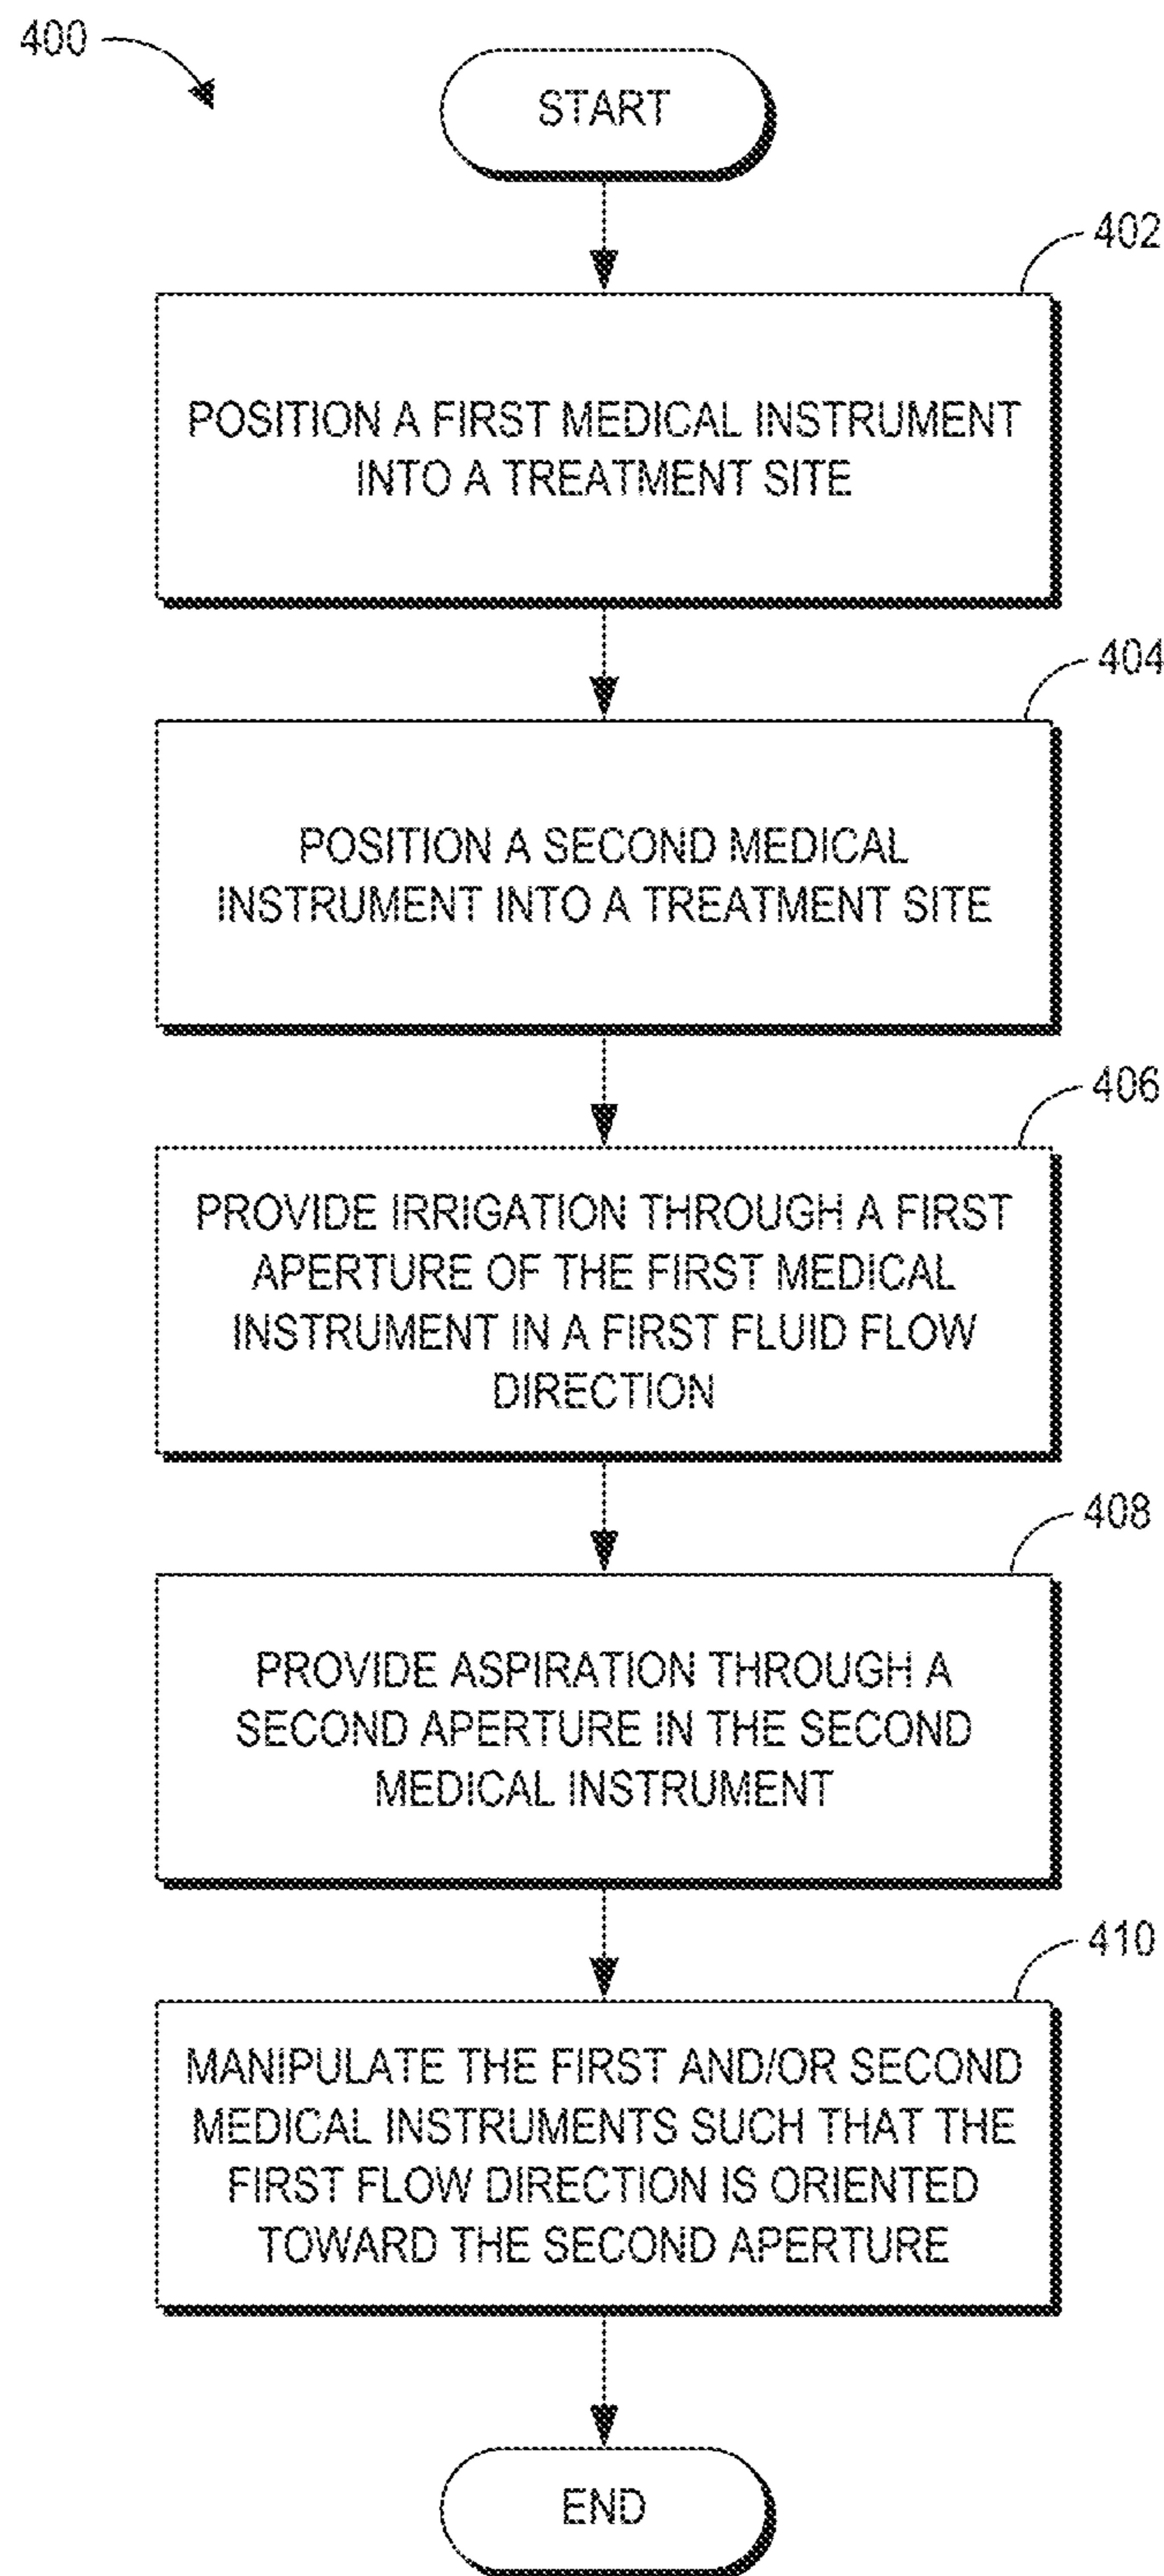 400
START
402
POSITION A FIRST MEDICAL INSTRUMENT
INTO A TREATMENT SITE
404
POSITION A SECOND MEDICAL
INSTRUMENT INTO A TREATMENT SITE
406
PROVIDE IRRIGATION THROUGH A FIRST
APERTURE OF THE FIRST MEDICAL
INSTRUMENT IN A FIRST FLUID FLOW
DIRECTION
408
PROVIDE ASPIRATION THROUGH A
SECOND APERTURE IN THE SECOND
MEDICAL INSTRUMENT
410
MANIPULATE THE FIRST AND/OR SECOND
MEDICAL INSTRUMENTS SUCH THAT THE
FIRST FLOW DIRECTION IS ORIENTED
TOWARD THE SECOND APERTURE
END